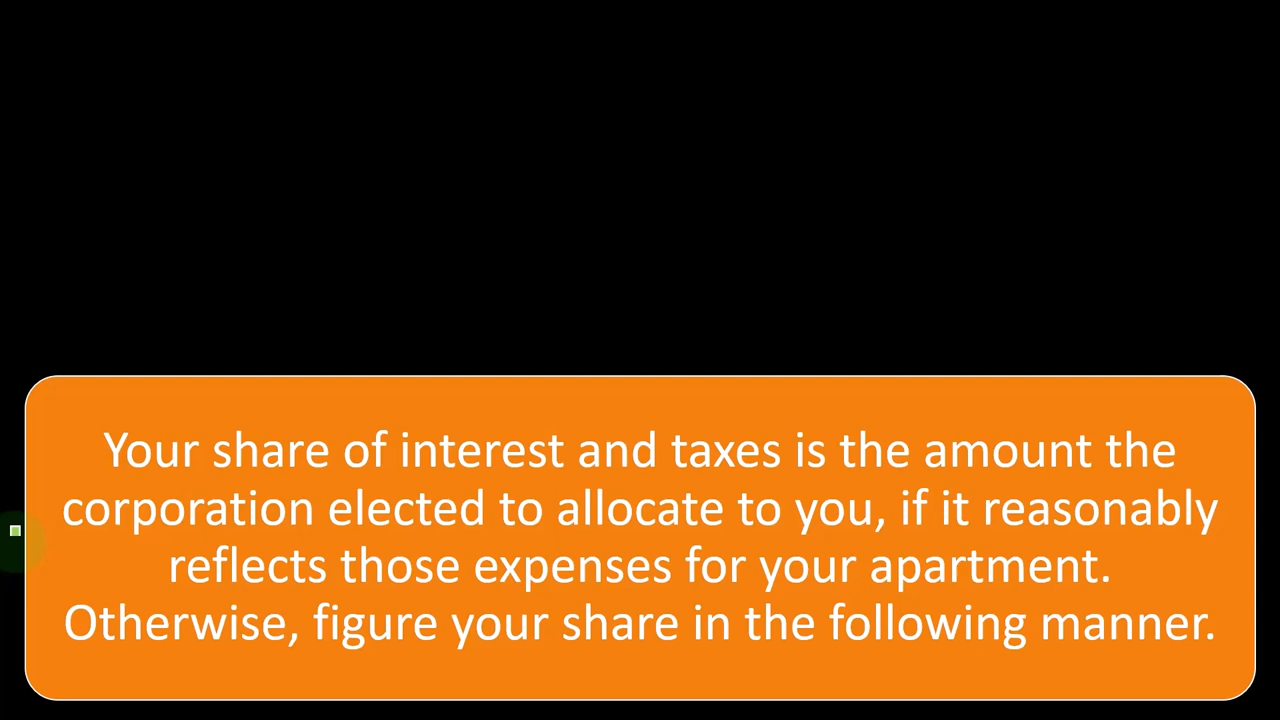 Your share of interest and taxes is the amount the
corporation elected to allocate to you, if it reasonably
reflects those expenses for your apartment.
Otherwise, figure your share in the following manner.